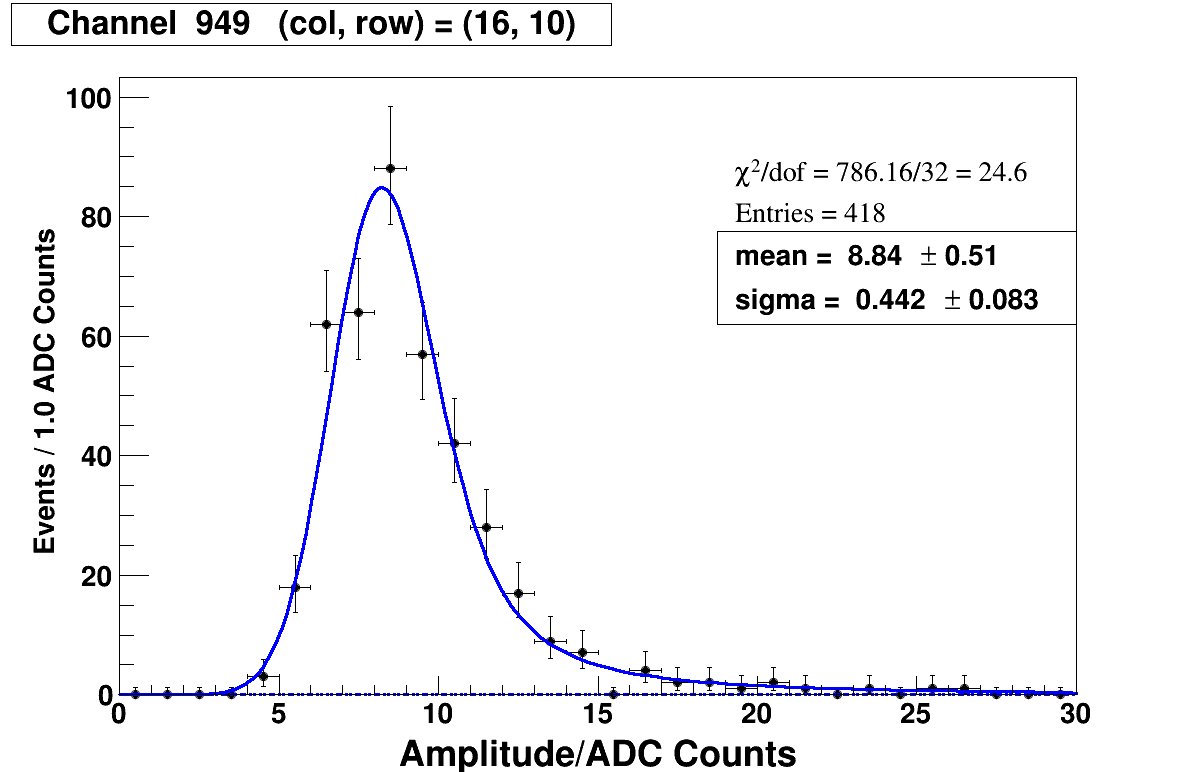 Channel 949 (col, row) = (16, 10)
χ²/dof = 786.16/32 = 24.6
Entries = 418
mean = 8.84 ± 0.51
sigma = 0.442 ± 0.083
Events / 1.0 ADC Counts
100
80
60
40
20
0
0 5 10 15 20 25 30
Amplitude/ADC Counts